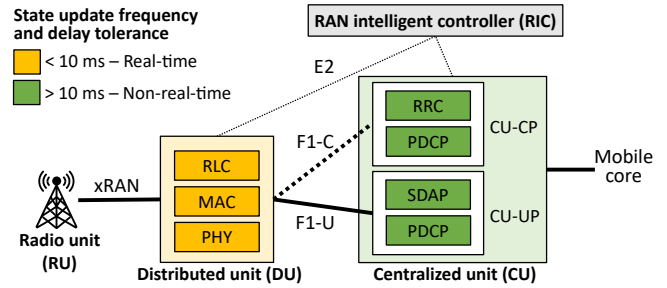 State update frequency
and delay tolerance
< 10 ms – Real-time
> 10 ms – Non-real-time
RAN intelligent controller (RIC)
E2
RRC
PDCP
CU-CP
F1-C
RLC
MAC
PHY
xRAN
F1-U
SDAP
PDCP
CU-UP
Mobile
core
Radio unit
(RU)
Distributed unit (DU)
Centralized unit (CU)